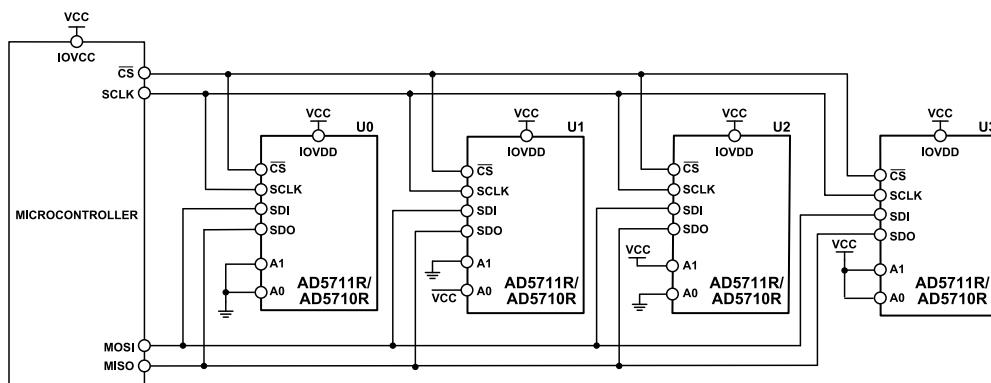 VCC
IOVCC
CS
SCLK
MICROCONTROLLER
MOSI
MISO
VCC
U0
IOVDD
CS
SCLK
SDI
SDO
A1
A0
AD5711R/
AD5710R
VCC
U1
IOVDD
CS
SCLK
SDI
SDO
A1
A0
VCC
AD5711R/
AD5710R
VCC
U2
IOVDD
CS
SCLK
SDI
SDO
VCC
A1
A0
AD5711R/
AD5710R
VCC
U3
IOVDD
CS
SCLK
SDI
SDO
VCC
A1
A0
AD5711R/
AD5710R